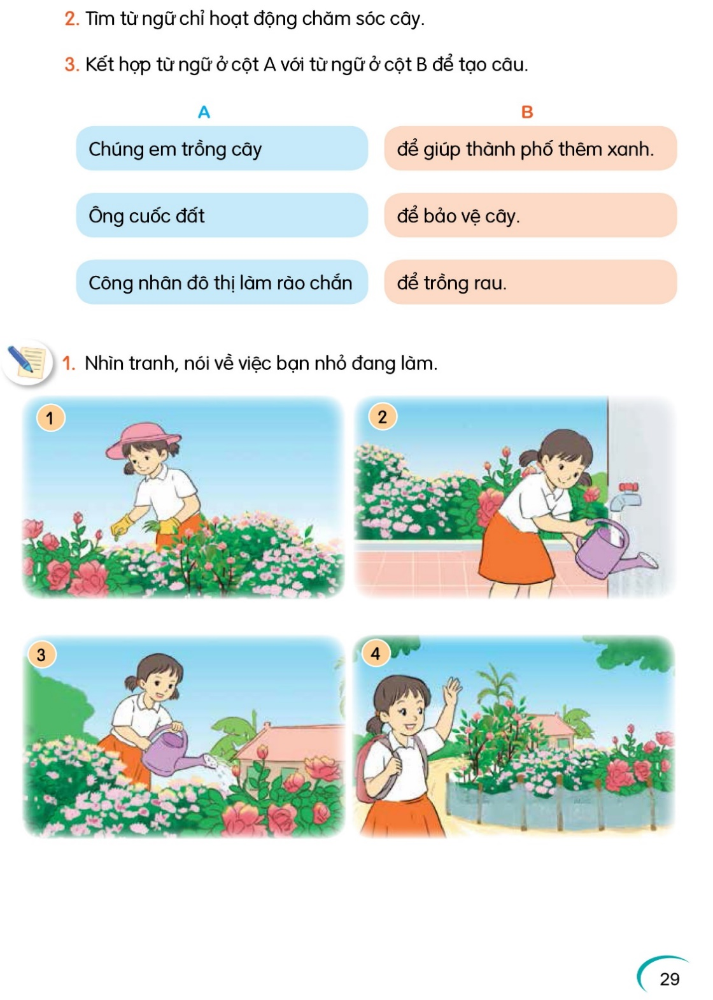 2. Tìm từ ngữ chỉ hoạt động chăm sóc cây.
3. Kết hợp từ ngữ ở cột A với từ ngữ ở cột B để tạo câu.
A
B
Chúng em trồng cây
để giúp thành phố thêm xanh.
Ông cuốc đất
để bảo vệ cây.
Công nhân đô thị làm rào chắn
để trồng rau.
1. Nhìn tranh, nói về việc bạn nhỏ đang làm.
1
2
3
4
29